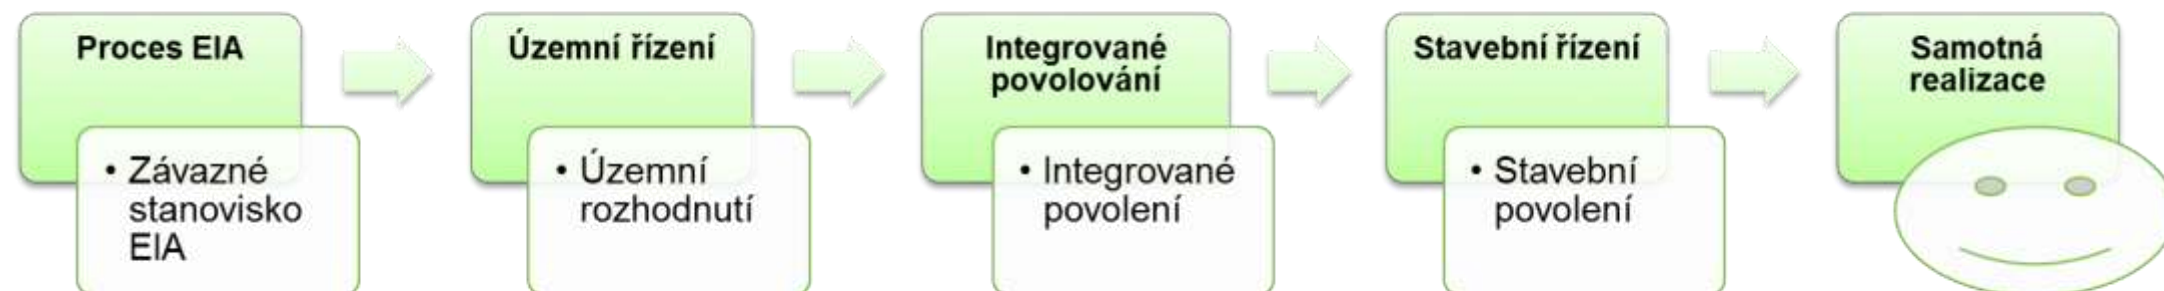 Proces EIA
• Závazné
stanovisko
EIA
Územní řízení
• Územní
rozhodnutí
Integrované
povolování
• Integrované
povolení
Stavební řízení
• Stavební
povolení
Samotná
realizace